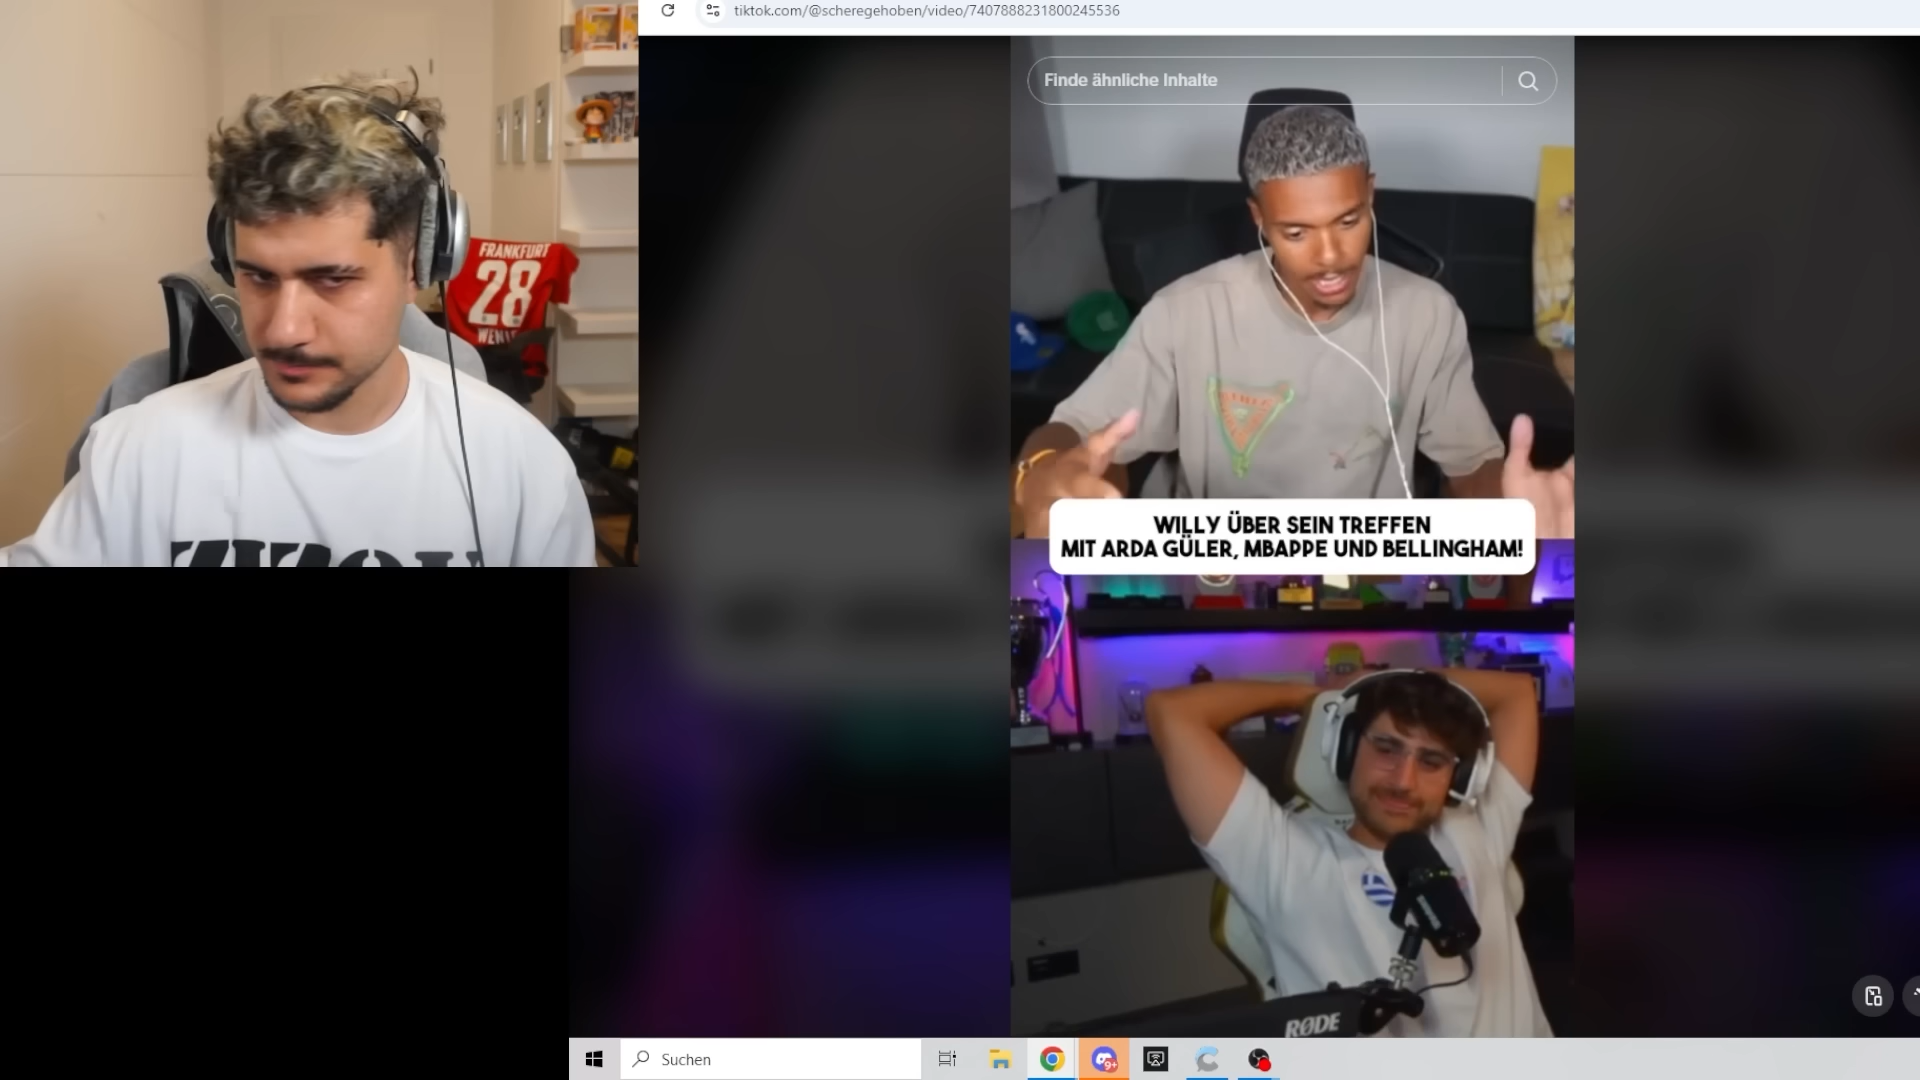 tiktok.com/@scheregehoben/video/7407888231800245536
Finde ähnliche Inhalte
FRANKFURT
28
WILLY ÜBER SEIN TREFFEN
MIT ARDA GÜLER, MBAPPE UND BELLINGHAM!
RØDE
Suchen
9+